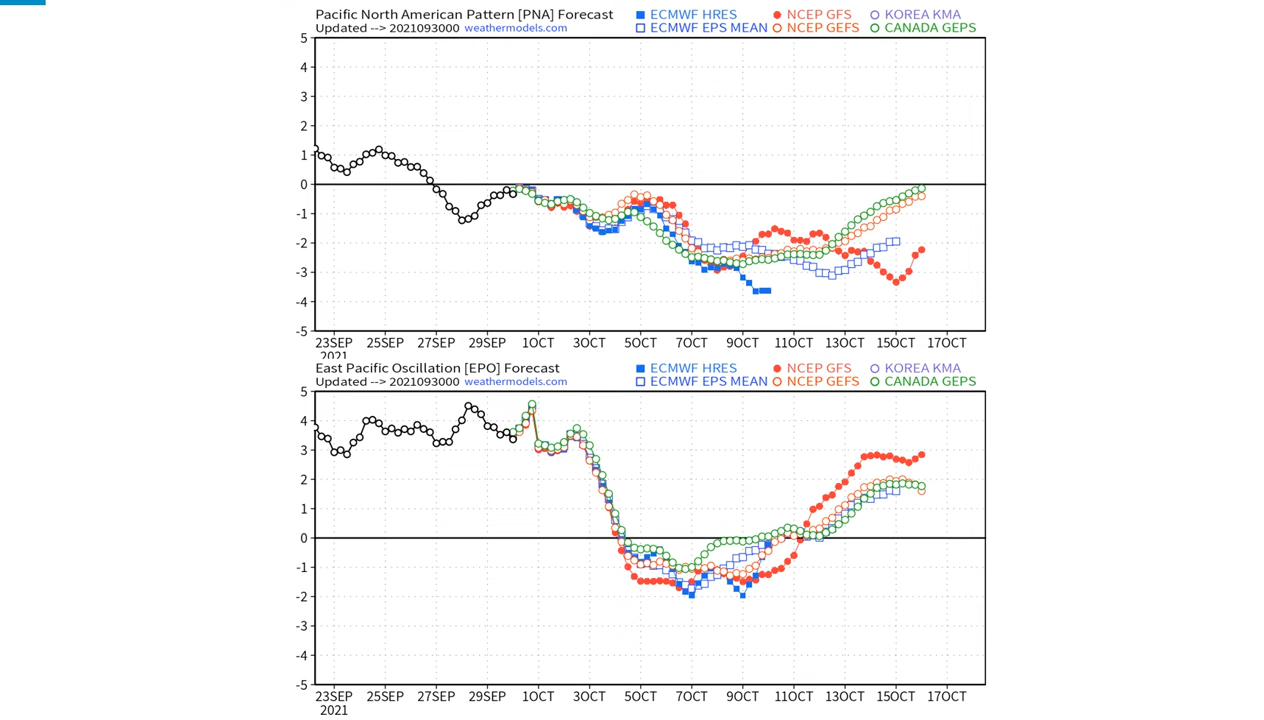 Pacific North American Pattern [PNA] Forecast
Updated --> 2021093000 weathermodels.com
ECMWF HRES NCEP GFS KOREA KMA
ECMWF EPS MEAN NCEP GEFS CANADA GEPS
5
4
3
2
1
0
-1
-2
-3
-4
-5
23SEP 25SEP 27SEP 29SEP 1OCT 3OCT 5OCT 7OCT 9OCT 11OCT 13OCT 15OCT 17OCT
2021
East Pacific Oscillation [EPO] Forecast
Updated --> 2021093000 weathermodels.com
ECMWF HRES NCEP GFS KOREA KMA
ECMWF EPS MEAN NCEP GEFS CANADA GEPS
5
4
3
2
1
0
-1
-2
-3
-4
-5
23SEP 25SEP 27SEP 29SEP 1OCT 3OCT 5OCT 7OCT 9OCT 11OCT 13OCT 15OCT 17OCT
2021